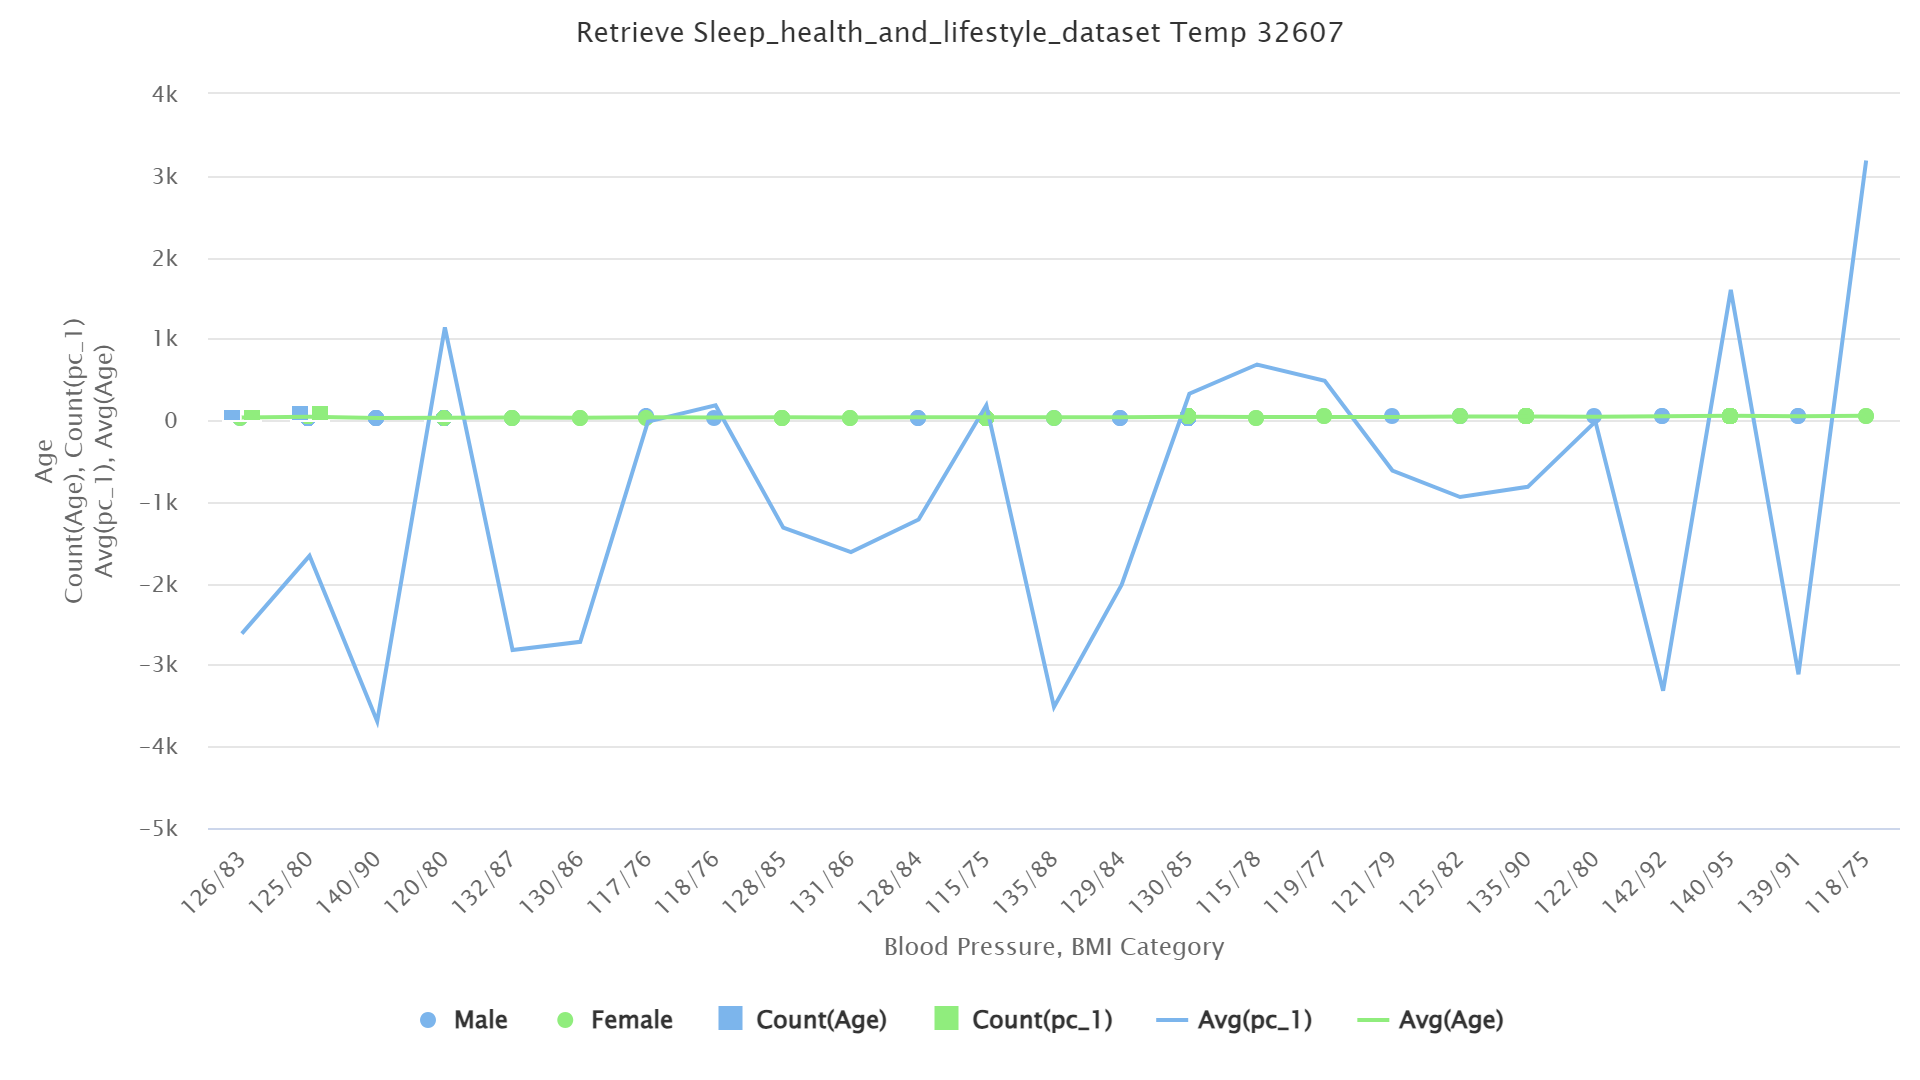 Retrieve Sleep_health_and_lifestyle_dataset Temp 32607
4k
3k
2k
1k
0
−1k
−2k
−3k
−4k
−5k
Age
Count(Age), Count(pc_1)
Avg(pc_1), Avg(Age)
126/83
125/80
140/90
120/80
132/87
130/86
117/76
118/76
128/85
131/86
128/84
115/75
135/88
129/84
130/85
115/78
119/77
121/79
125/82
135/90
122/80
142/92
140/95
139/91
118/75
Blood Pressure, BMI Category
Male Female Count(Age) Count(pc_1) Avg(pc_1) Avg(Age)